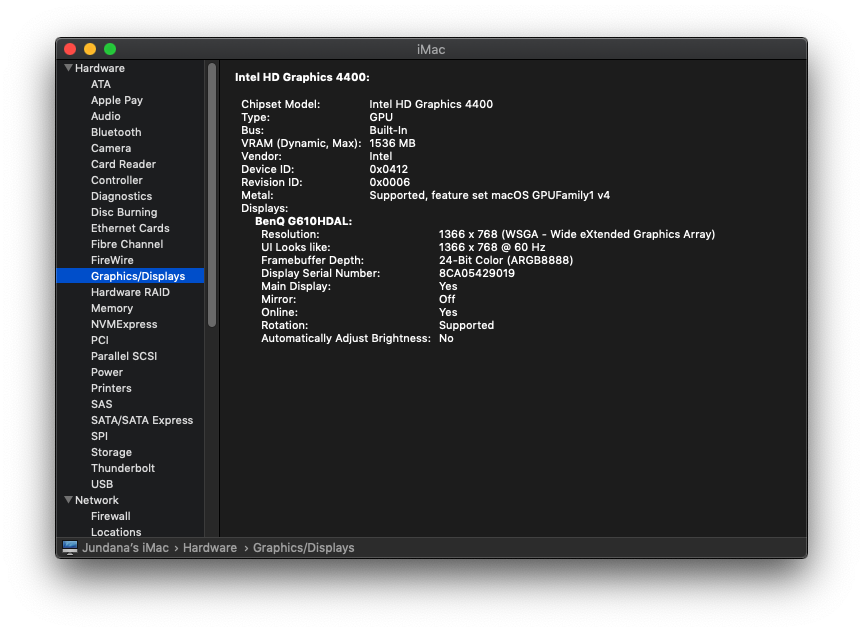 iMac
Hardware
ATA
Apple Pay
Audio
Bluetooth
Camera
Card Reader
Controller
Diagnostics
Disc Burning
Ethernet Cards
Fibre Channel
FireWire
Graphics/Displays
Hardware RAID
Memory
NVMExpress
PCI
Parallel SCSI
Power
Printers
SAS
SATA/SATA Express
SPI
Storage
Thunderbolt
USB
Network
Firewall
Locations
Intel HD Graphics 4400:
Chipset Model: Intel HD Graphics 4400
Type: GPU
Bus: Built-In
VRAM (Dynamic, Max): 1536 MB
Vendor: Intel
Device ID: 0x0412
Revision ID: 0x0006
Metal: Supported, feature set macOS GPUFamily1 v4
Displays:
BenQ G610HDAL:
Resolution: 1366 x 768 (WSGA - Wide eXtended Graphics Array)
UI Looks like: 1366 x 768 @ 60 Hz
Framebuffer Depth: 24-Bit Color (ARGB8888)
Display Serial Number: 8CA05429019
Main Display: Yes
Mirror: Off
Online: Yes
Rotation: Supported
Automatically Adjust Brightness: No
Jundana's iMac › Hardware › Graphics/Displays